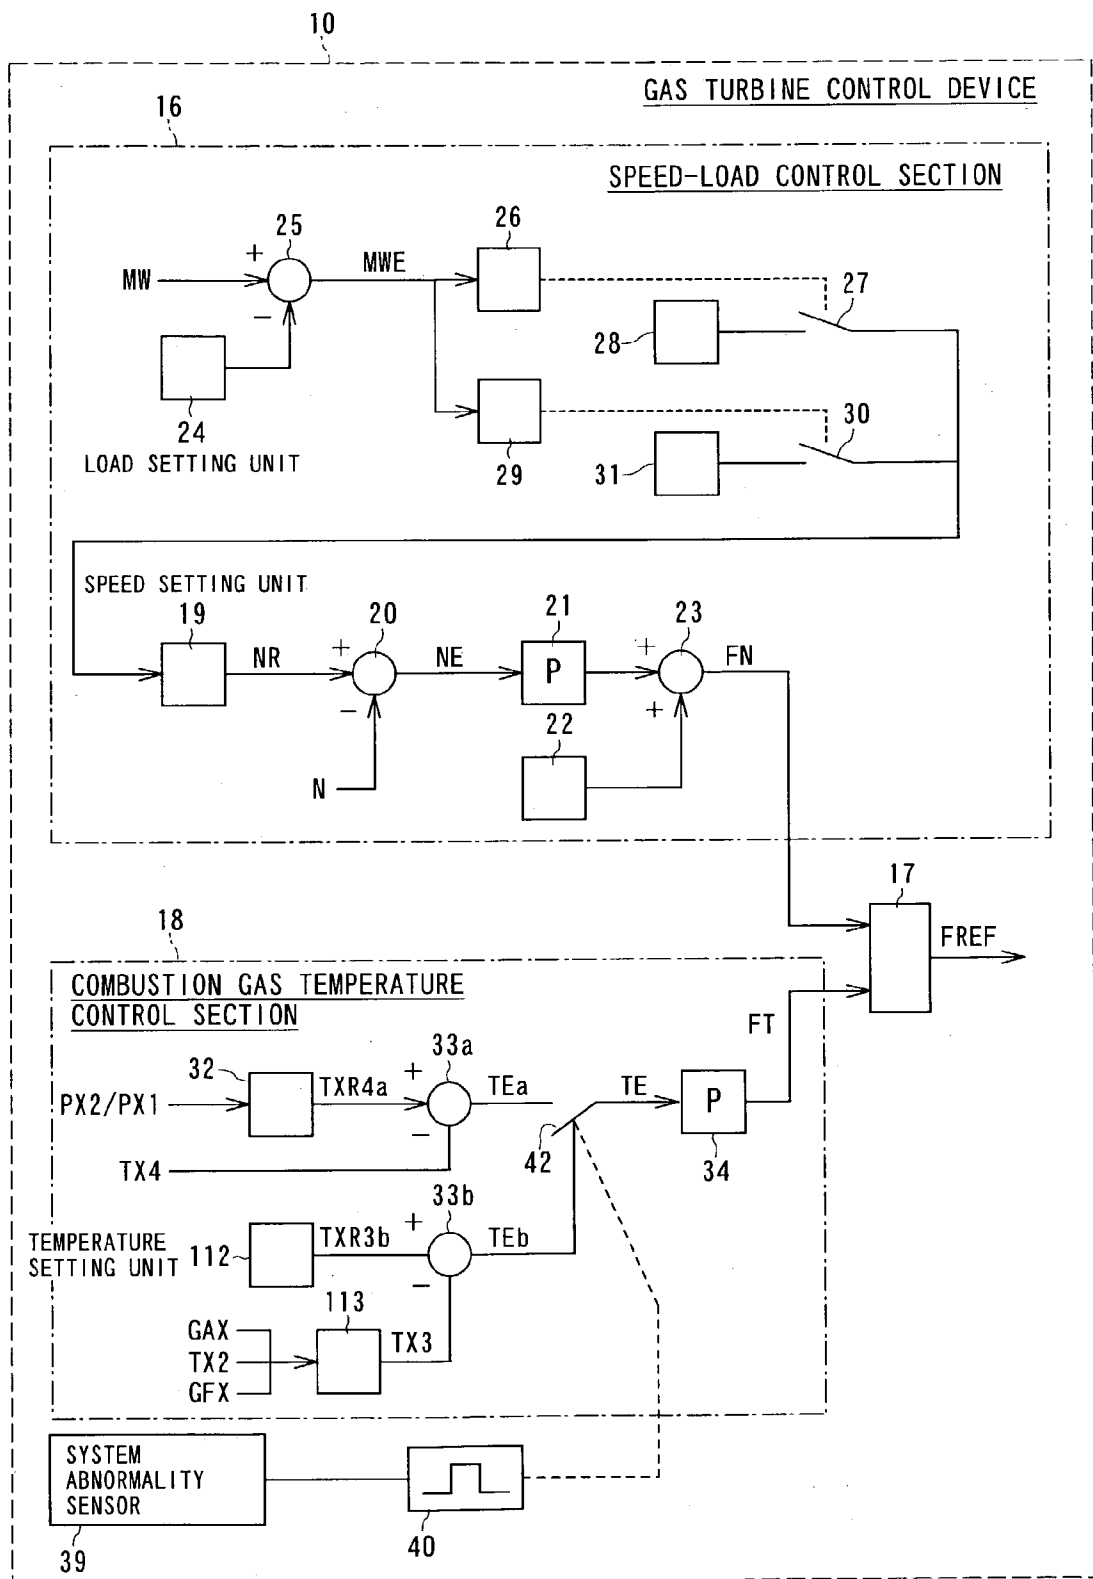 10
GAS TURBINE CONTROL DEVICE
16
SPEED-LOAD CONTROL SECTION
25
26
+
MW
MWE
27
−
28
24
LOAD SETTING UNIT
29
30
31
SPEED SETTING UNIT
19
20
21
23
NR
+
NE
P
+
FN
−
+
22
N
17
18
FREF
COMBUSTION GAS TEMPERATURE
CONTROL SECTION
FT
33a
32
+
PX2/PX1
TXR4a
TEa
TE
P
−
42
34
TX4
33b
+
TEMPERATURE
SETTING UNIT
112
TXR3b
TEb
−
113
GAX
TX2
GFX
TX3
SYSTEM
ABNORMALITY
SENSOR
39
40